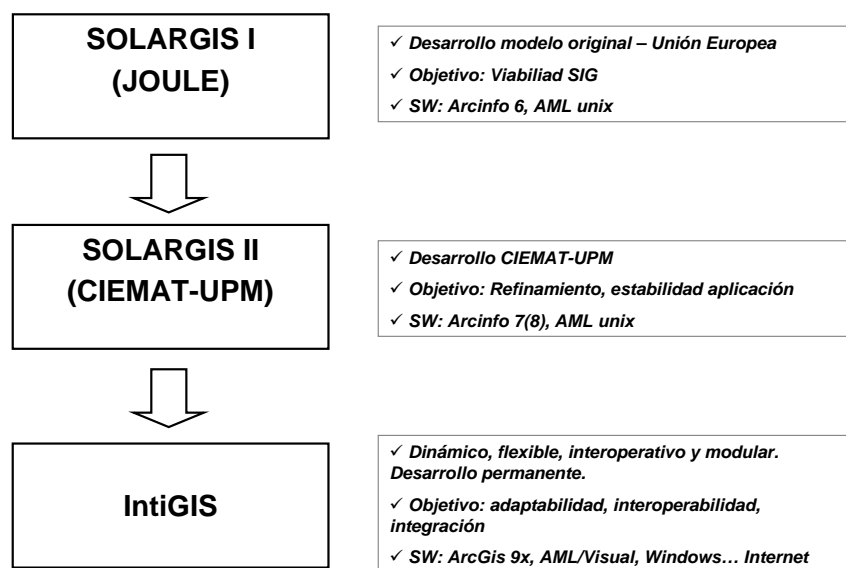 SOLARGIS I
(JOULE)
✓ Desarrollo modelo original – Unión Europea
✓ Objetivo: Viabiliad SIG
✓ SW: Arcinfo 6, AML unix
SOLARGIS II
(CIEMAT-UPM)
✓ Desarrollo CIEMAT-UPM
✓ Objetivo: Refinamiento, estabilidad aplicación
✓ SW: Arcinfo 7(8), AML unix
IntiGIS
✓ Dinámico, flexible, interoperativo y modular.
Desarrollo permanente.
✓ Objetivo: adaptabilidad, interoperabilidad,
integración
✓ SW: ArcGis 9x, AML/Visual, Windows… Internet